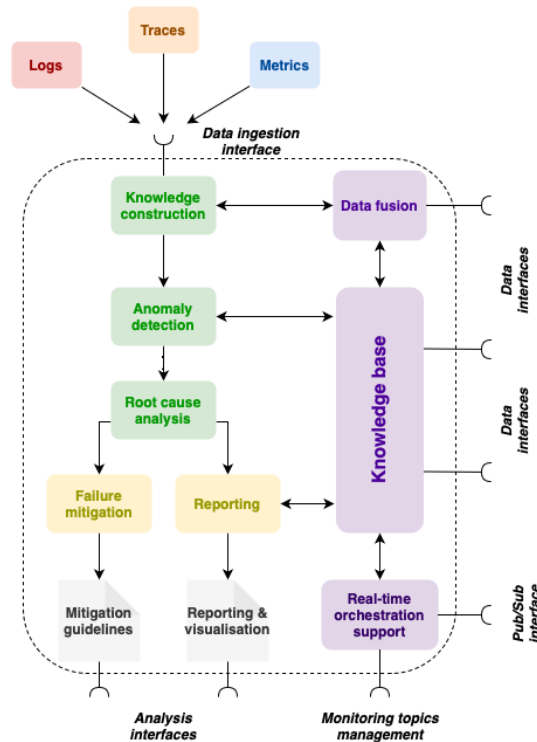 Traces
Logs
Metrics
Data ingestion
interface
Knowledge
construction
Data fusion
Data
interfaces
Anomaly
detection
Knowledge base
Data
interfaces
Root cause
analysis
Failure
mitigation
Reporting
Mitigation
guidelines
Reporting &
visualisation
Real-time
orchestration
support
Pub/Sub
interface
Analysis
interfaces
Monitoring topics
management